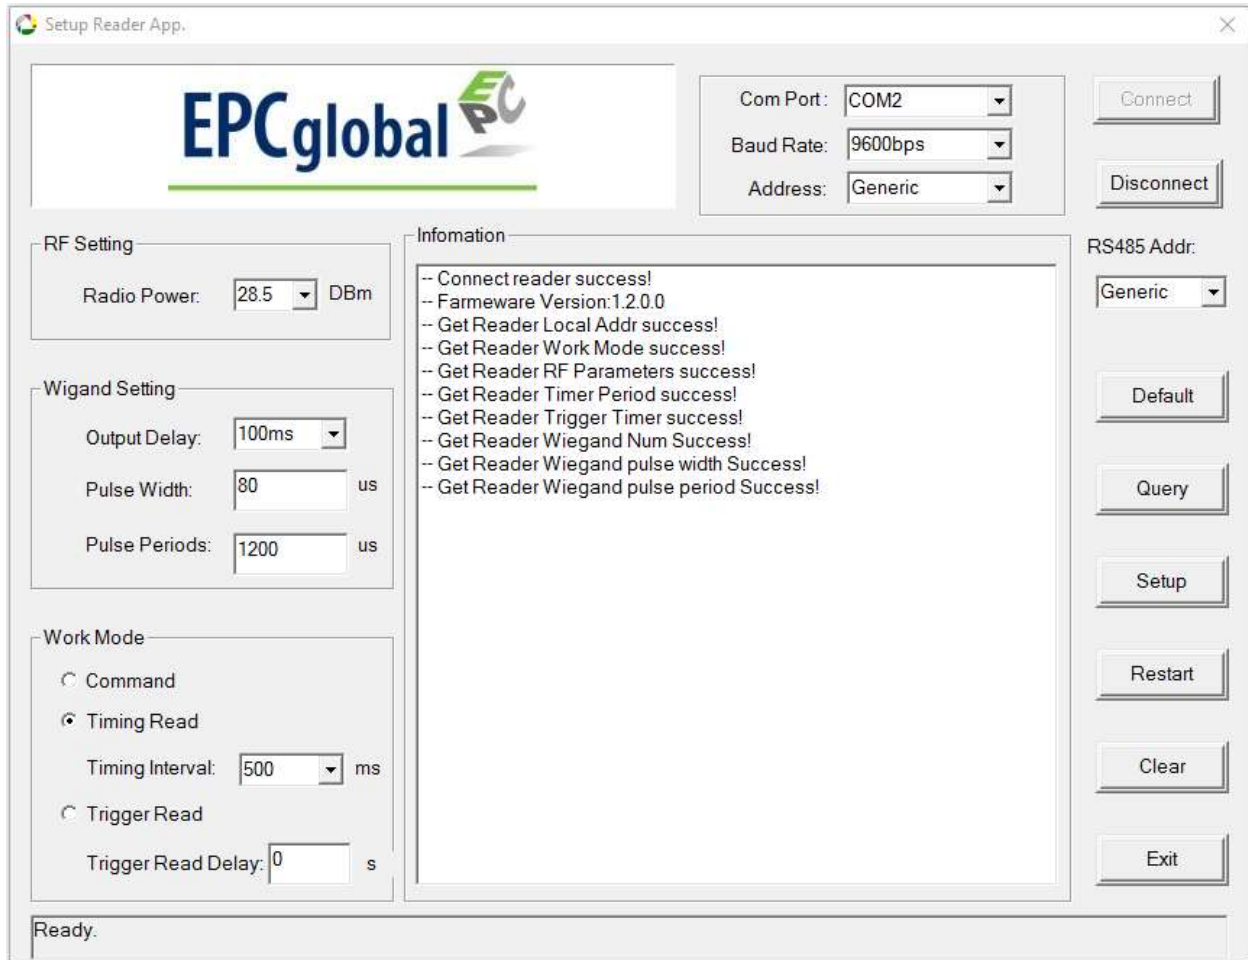 Setup Reader App.
EPCglobal
EPC
Com Port : COM2
Baud Rate: 9600bps
Address: Generic
Connect
Disconnect
RS485 Addr:
Generic
RF Setting
Radio Power: 28.5 DBm
Wigand Setting
Output Delay: 100ms
Pulse Width: 80 us
Pulse Periods: 1200 us
Work Mode
Command
Timing Read
Timing Interval: 500 ms
Trigger Read
Trigger Read Delay: 0 s
Infomation
-- Connect reader success!
-- Farmeware Version:1.2.0.0
-- Get Reader Local Addr success!
-- Get Reader Work Mode success!
-- Get Reader RF Parameters success!
-- Get Reader Timer Period success!
-- Get Reader Trigger Timer success!
-- Get Reader Wiegand Num Success!
-- Get Reader Wiegand pulse width Success!
-- Get Reader Wiegand pulse period Success!
Default
Query
Setup
Restart
Clear
Exit
Ready.